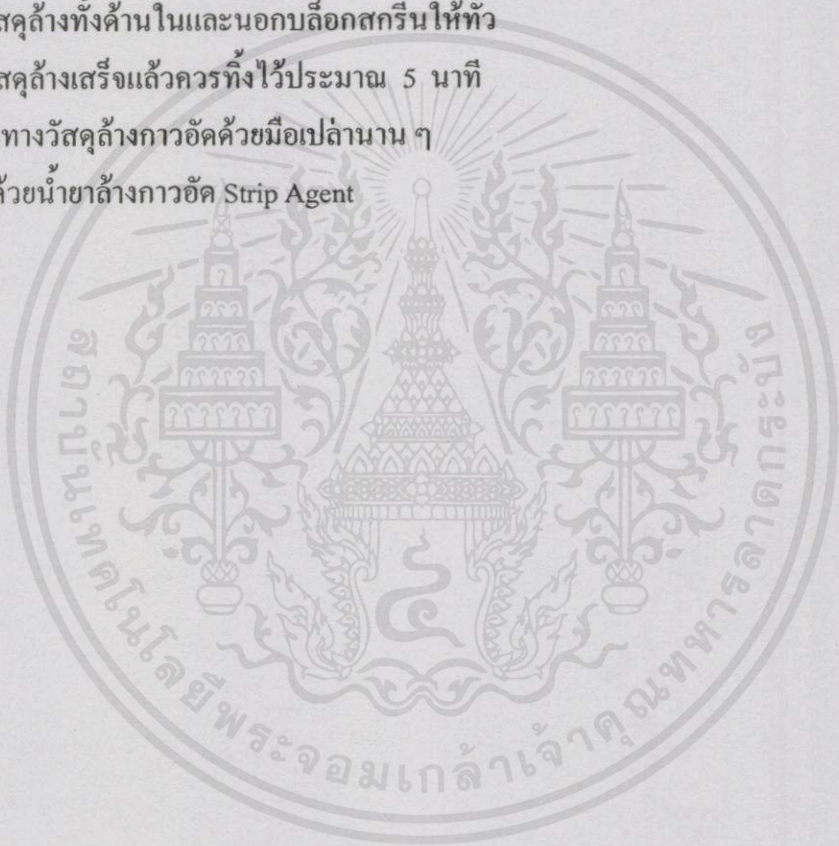 สดุล้างทั้งด้านในและนอกบล็อกสกรีนให้ทั่ว
สดุล้างเสร็จแล้วควรทิ้งไว้ประมาณ 5 นาที
ทางวัสดุล้างกาวอัดด้วยมือเปล่านาน ๆ
ด้วยน้ำยาล้างกาวอัด Strip Agent
สถาบันเทคโนโลยีพระจอมเกล้าเจ้าคุณทหารลาดกระบัง